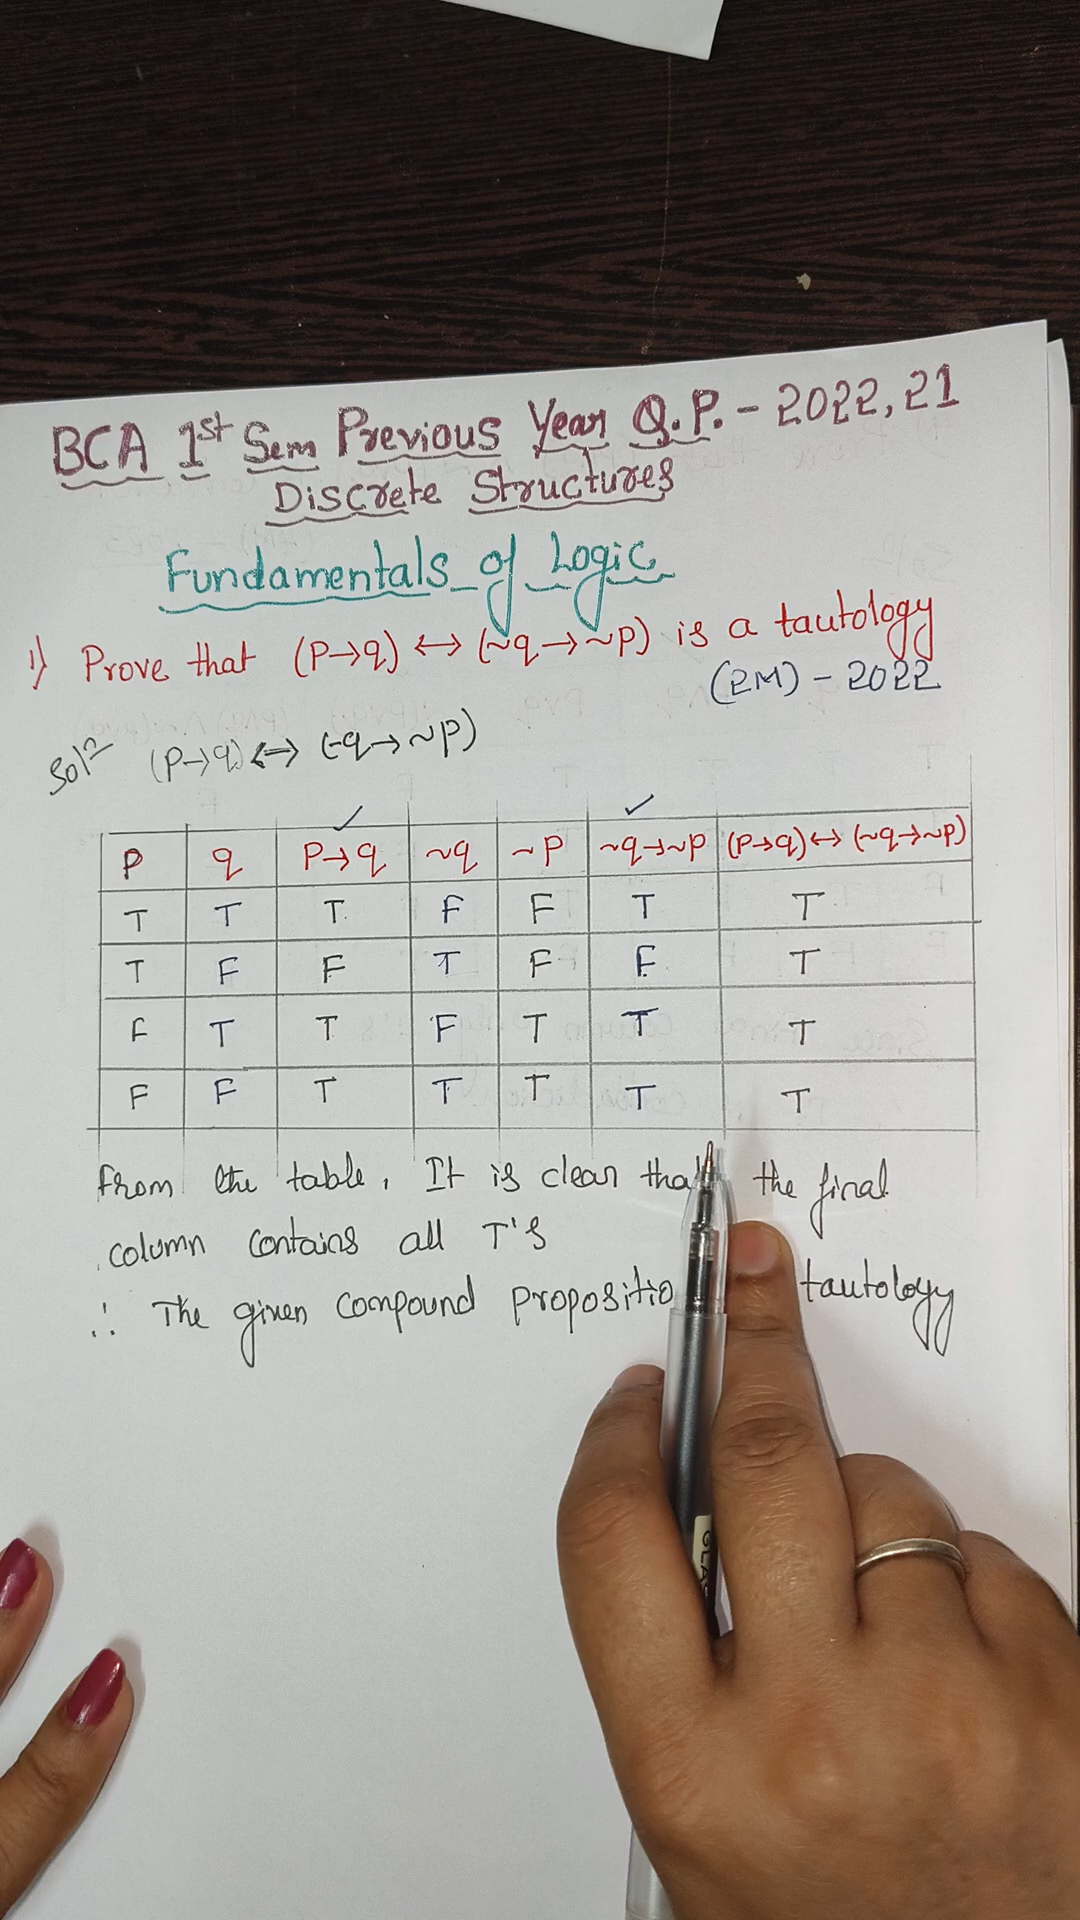 BCA 1st Sem Previous Year Q.P. - 2022, 21
Discrete Structures
Fundamentals of Logic
1) Prove that (P→q) ↔ (~q→~p) is a tautology
(2M) - 2022
Soln (P→q) ↔ (~q→~p)
P q P→q ~q ~P ~q→~P (P→q)↔(~q→~p)
T T T F F T T
T F F T F F T
F T T F T T T
F F T T T T T
From the table, It is clear that the final
column contains all T's
∴ The given compound propositio tautology